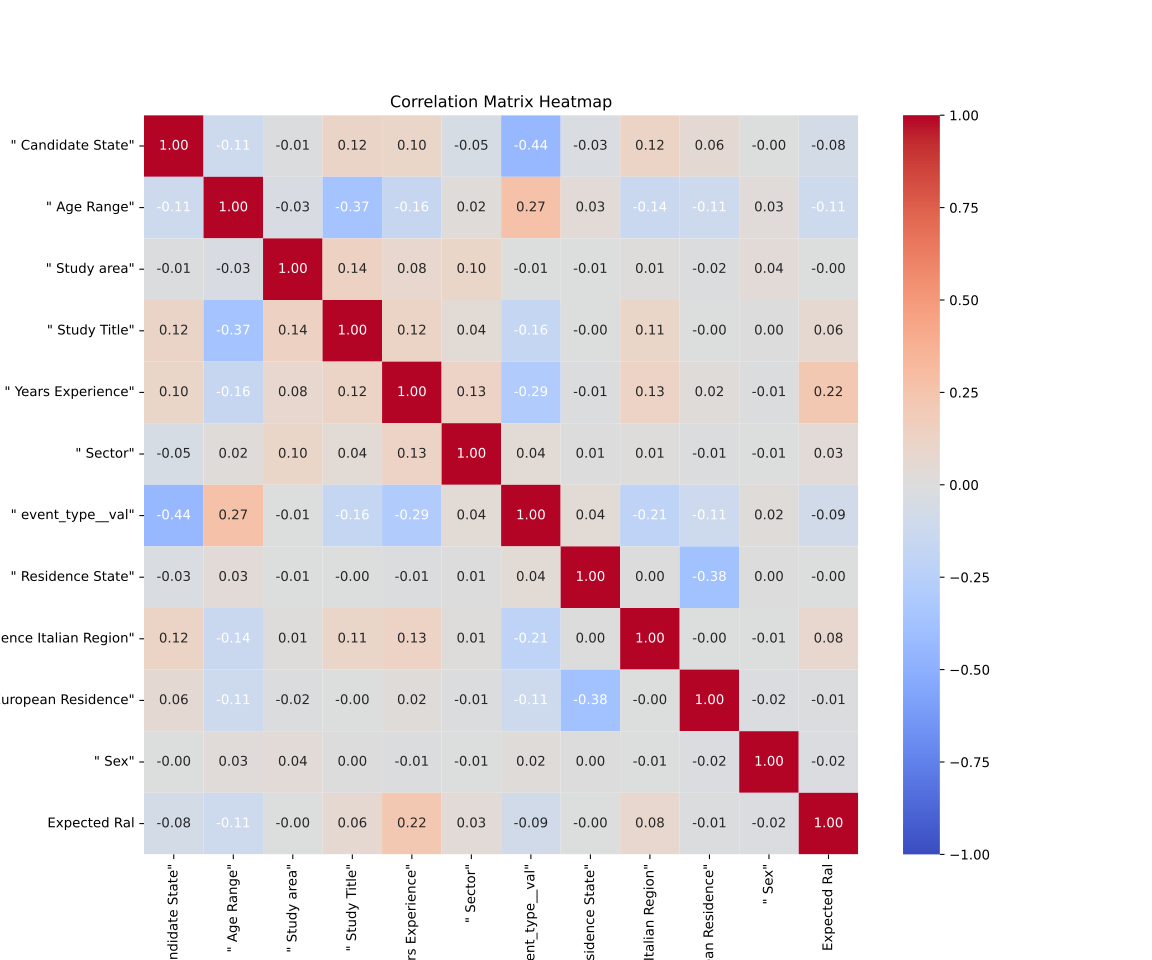 Correlation Matrix Heatmap
" Candidate State" 1.00 -0.11 -0.01 0.12 0.10 -0.05 -0.44 -0.03 0.12 0.06 -0.00 -0.08
" Age Range" -0.11 1.00 -0.03 -0.37 -0.16 0.02 0.27 0.03 -0.14 -0.11 0.03 -0.11
" Study area" -0.01 -0.03 1.00 0.14 0.08 0.10 -0.01 -0.01 0.01 -0.02 0.04 -0.00
" Study Title" 0.12 -0.37 0.14 1.00 0.12 0.04 -0.16 -0.00 0.11 -0.00 0.00 0.06
" Years Experience" 0.10 -0.16 0.08 0.12 1.00 0.13 -0.29 -0.01 0.13 0.02 -0.01 0.22
" Sector" -0.05 0.02 0.10 0.04 0.13 1.00 0.04 0.01 0.01 -0.01 -0.01 0.03
" event_type__val" -0.44 0.27 -0.01 -0.16 -0.29 0.04 1.00 0.04 -0.21 -0.11 0.02 -0.09
" Residence State" -0.03 0.03 -0.01 -0.00 -0.01 0.01 0.04 1.00 0.00 -0.38 0.00 -0.00
ence Italian Region" 0.12 -0.14 0.01 0.11 0.13 0.01 -0.21 0.00 1.00 -0.00 -0.01 0.08
uropean Residence" 0.06 -0.11 -0.02 -0.00 0.02 -0.01 -0.11 -0.38 -0.00 1.00 -0.02 -0.01
" Sex" -0.00 0.03 0.04 0.00 -0.01 -0.01 0.02 0.00 -0.01 -0.02 1.00 -0.02
Expected Ral -0.08 -0.11 -0.00 0.06 0.22 0.03 -0.09 -0.00 0.08 -0.01 -0.02 1.00
ndidate State"
" Age Range"
" Study area"
" Study Title"
rs Experience"
" Sector"
ent_type__val"
sidence State"
Italian Region"
an Residence"
" Sex"
Expected Ral
1.00
0.75
0.50
0.25
0.00
−0.25
−0.50
−0.75
−1.00